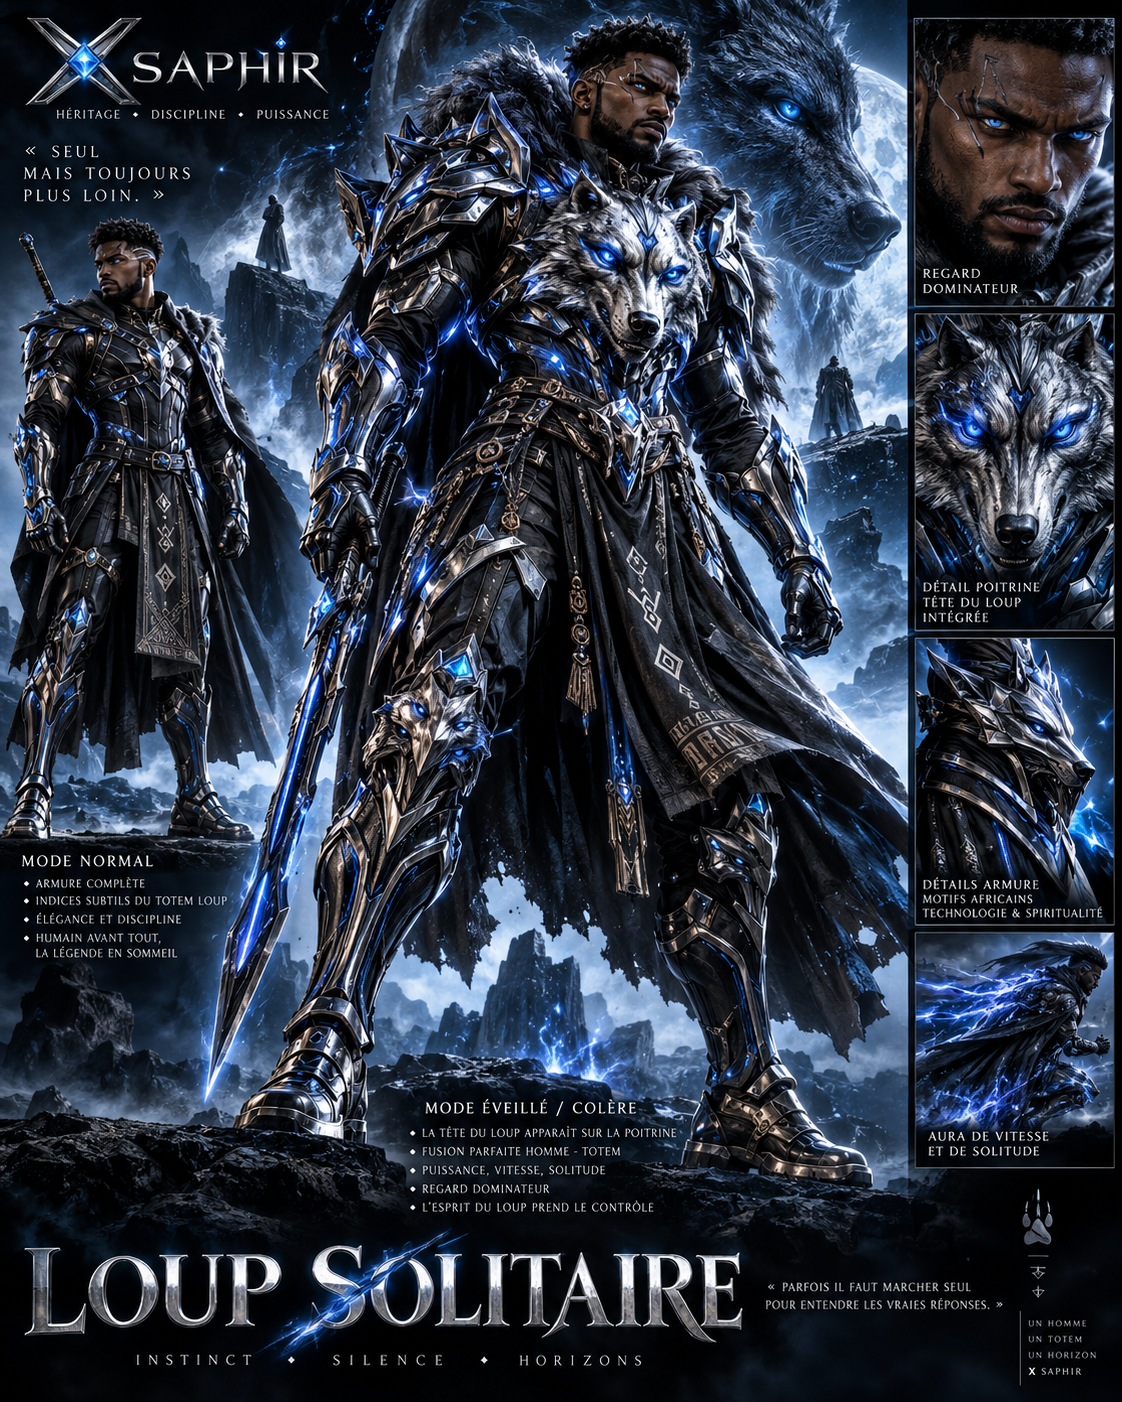 X SAPHIR
HÉRITAGE ◆ DISCIPLINE ◆ PUISSANCE
« SEUL
MAIS TOUJOURS
PLUS LOIN. »
REGARD
DOMINATEUR
DÉTAIL POITRINE
TÊTE DU LOUP
INTÉGRÉE
DÉTAILS ARMURE
MOTIFS AFRICAINS
TECHNOLOGIE & SPIRITUALITÉ
AURA DE VITESSE
ET DE SOLITUDE
MODE NORMAL
◆ ARMURE COMPLÈTE
◆ INDICES SUBTILS DU TOTEM LOUP
◆ ÉLÉGANCE ET DISCIPLINE
◆ HUMAIN AVANT TOUT,
LA LÉGENDE EN SOMMEIL
MODE ÉVEILLÉ / COLÈRE
◆ LA TÊTE DU LOUP APPARAÎT SUR LA POITRINE
◆ FUSION PARFAITE HOMME - TOTEM
◆ PUISSANCE, VITESSE, SOLITUDE
◆ REGARD DOMINATEUR
◆ L'ESPRIT DU LOUP PREND LE CONTRÔLE
LOUP SOLITAIRE
INSTINCT ◆ SILENCE ◆ HORIZONS
« PARFOIS IL FAUT MARCHER SEUL
POUR ENTENDRE LES VRAIES RÉPONSES. »
UN HOMME
UN TOTEM
UN HORIZON
X SAPHIR